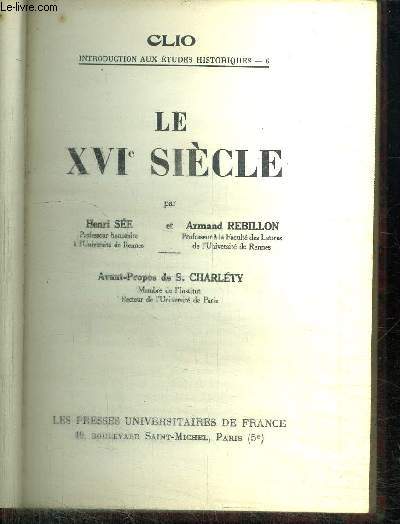 CLIO
INTRODUCTION AUX ÉTUDES HISTORIQUES — 6
LE
XVIe SIÈCLE
par
Henri SÉE et Armand REBILLON
Professeur honoraire Professeur à la Faculté des Lettres
à l'Université de Rennes de l'Université de Rennes
Avant-Propos de S. CHARLÉTY
Membre de l'Institut
Recteur de l'Université de Paris
LES PRESSES UNIVERSITAIRES DE FRANCE
49, BOULEVARD SAINT-MICHEL, PARIS (5e)